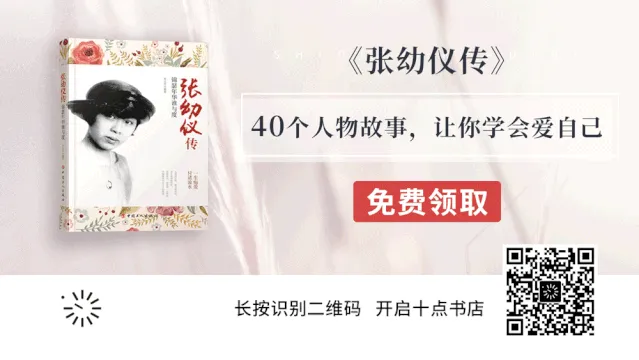 《张幼仪传》
40个人物故事，让你学会爱自己
免费领取
长按识别二维码 开启十点书店
张幼仪传
张幼仪传